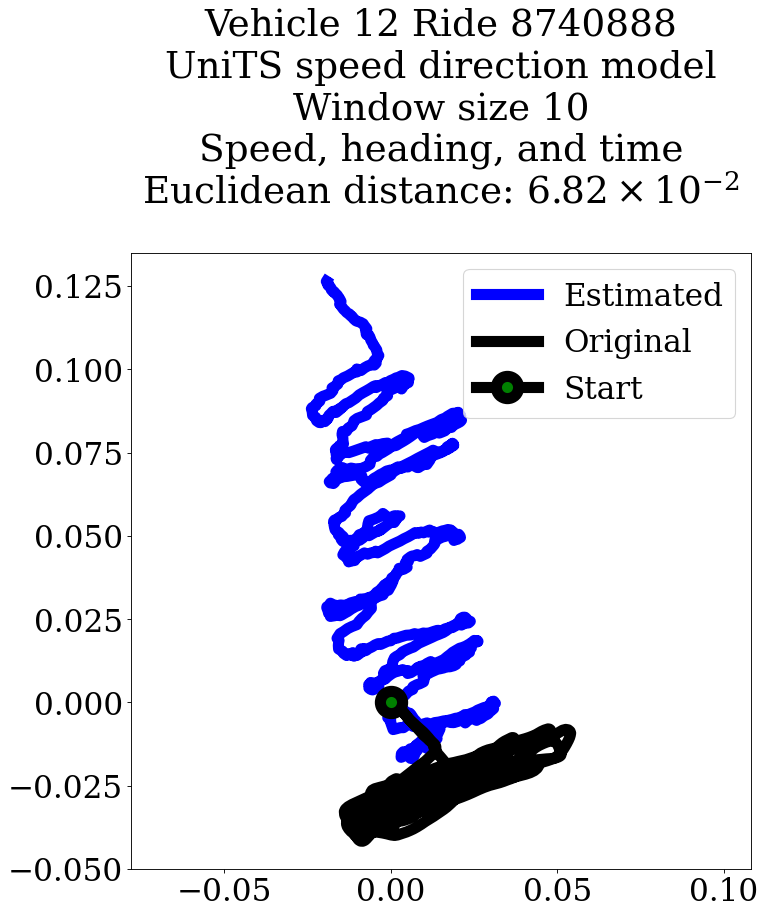 Vehicle 12 Ride 8740888
UniTS speed direction model
Window size 10
Speed, heading, and time
Euclidean distance: 6.82 × 10⁻²
Estimated
Original
Start
0.125
0.100
0.075
0.050
0.025
0.000
−0.025
−0.050
−0.05 0.00 0.05 0.10